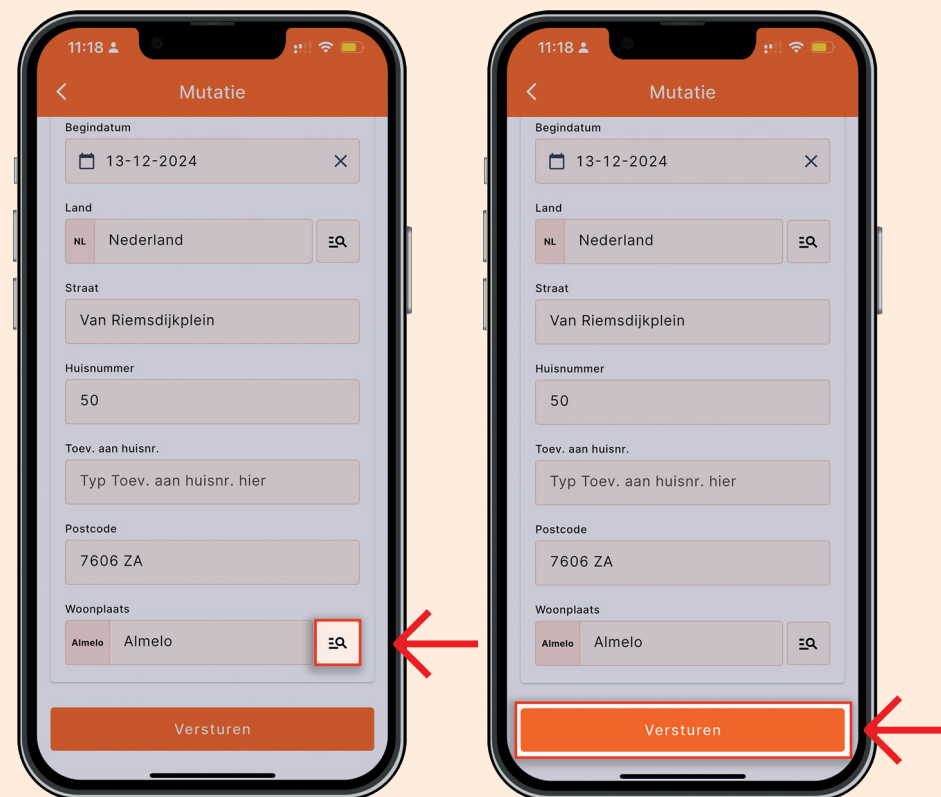 11:18
Mutatie
Begindatum
13-12-2024
Land
NL Nederland
Straat
Van Riemsdijkplein
Huisnummer
50
Toev. aan huisnr.
Typ Toev. aan huisnr. hier
Postcode
7606 ZA
Woonplaats
Almelo Almelo
Versturen
11:18
Mutatie
Begindatum
13-12-2024
Land
NL Nederland
Straat
Van Riemsdijkplein
Huisnummer
50
Toev. aan huisnr.
Typ Toev. aan huisnr. hier
Postcode
7606 ZA
Woonplaats
Almelo Almelo
Versturen